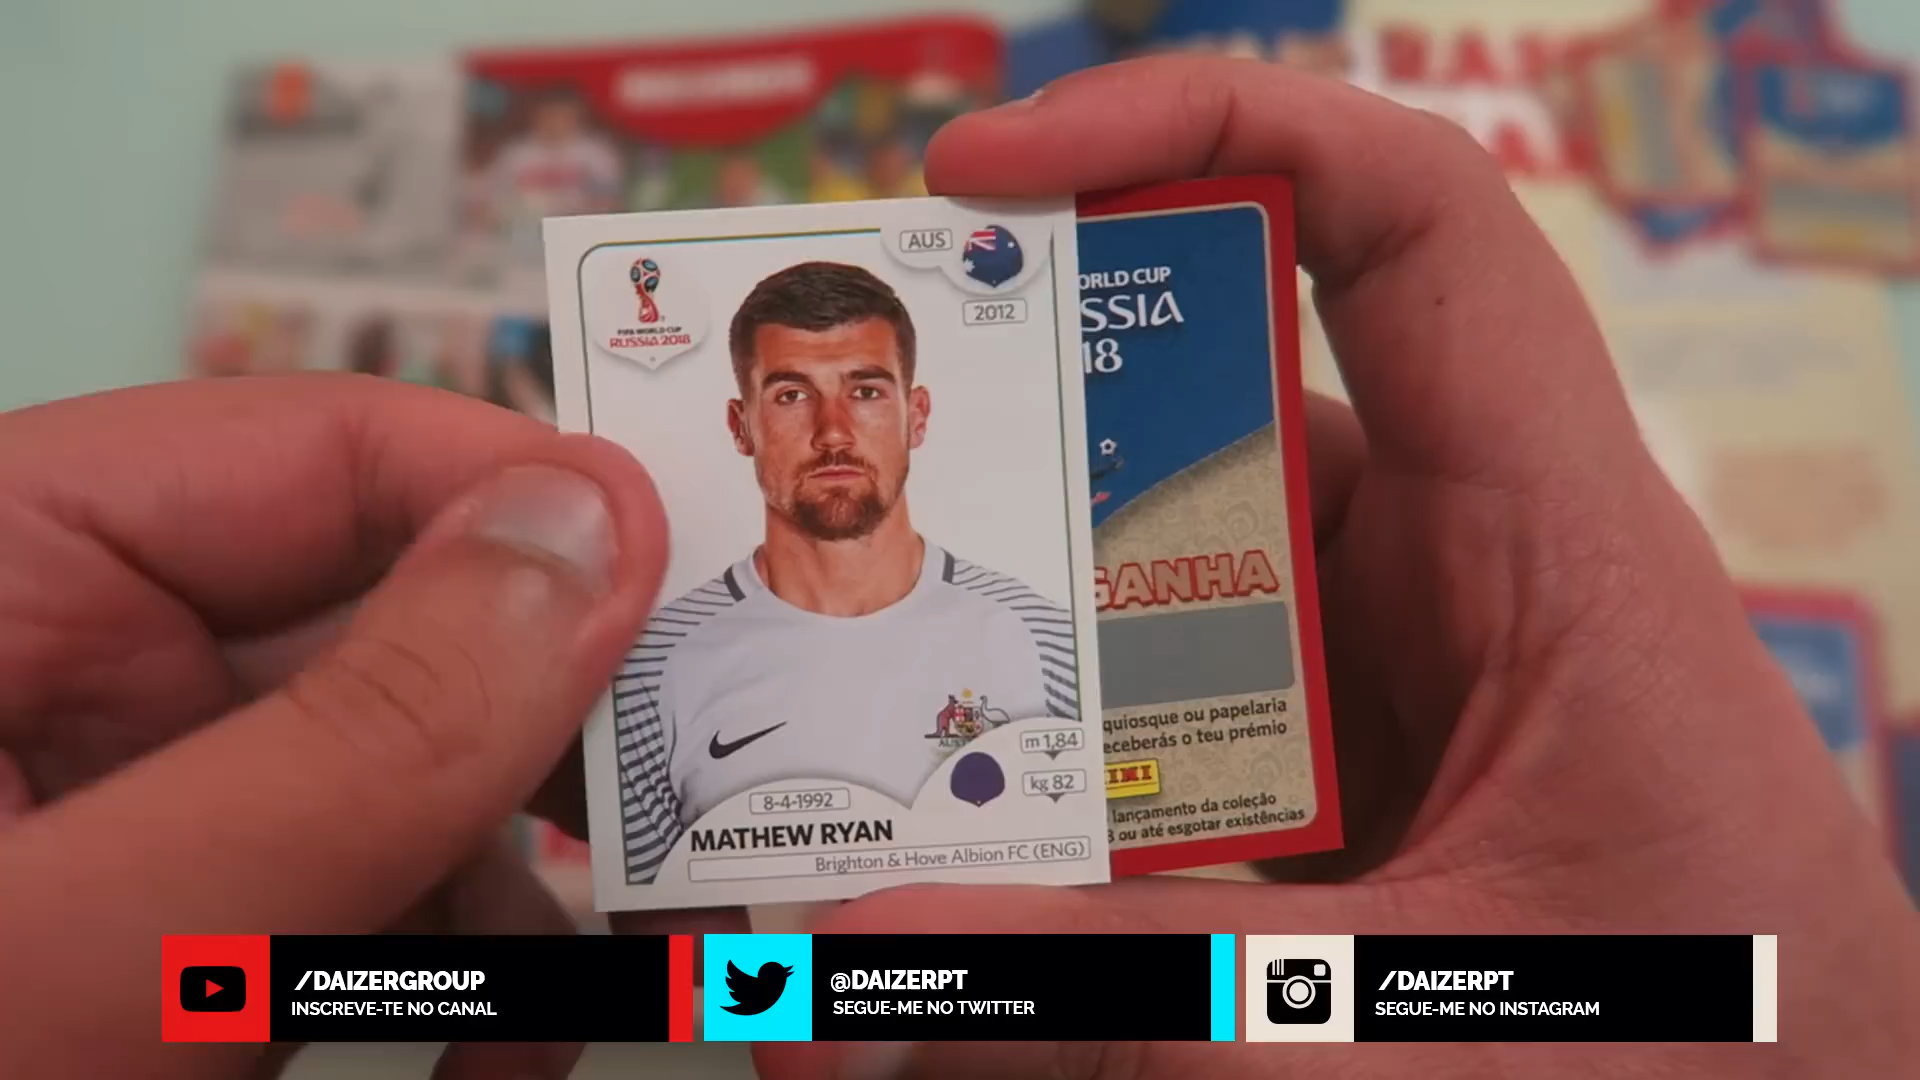 AUS
2012
FIFA WORLD CUP
RUSSIA 2018
ORLD CUP
SSIA
18
GANHA
quiosque ou papelaria
eceberás o teu prémio
INI
lançamento da coleção
ou até esgotar existências
AUS
m 1,84
kg 82
8-4-1992
MATHEW RYAN
Brighton & Hove Albion FC (ENG)
/DAIZERGROUP
INSCREVE-TE NO CANAL
@DAIZERPT
SEGUE-ME NO TWITTER
/DAIZERPT
SEGUE-ME NO INSTAGRAM